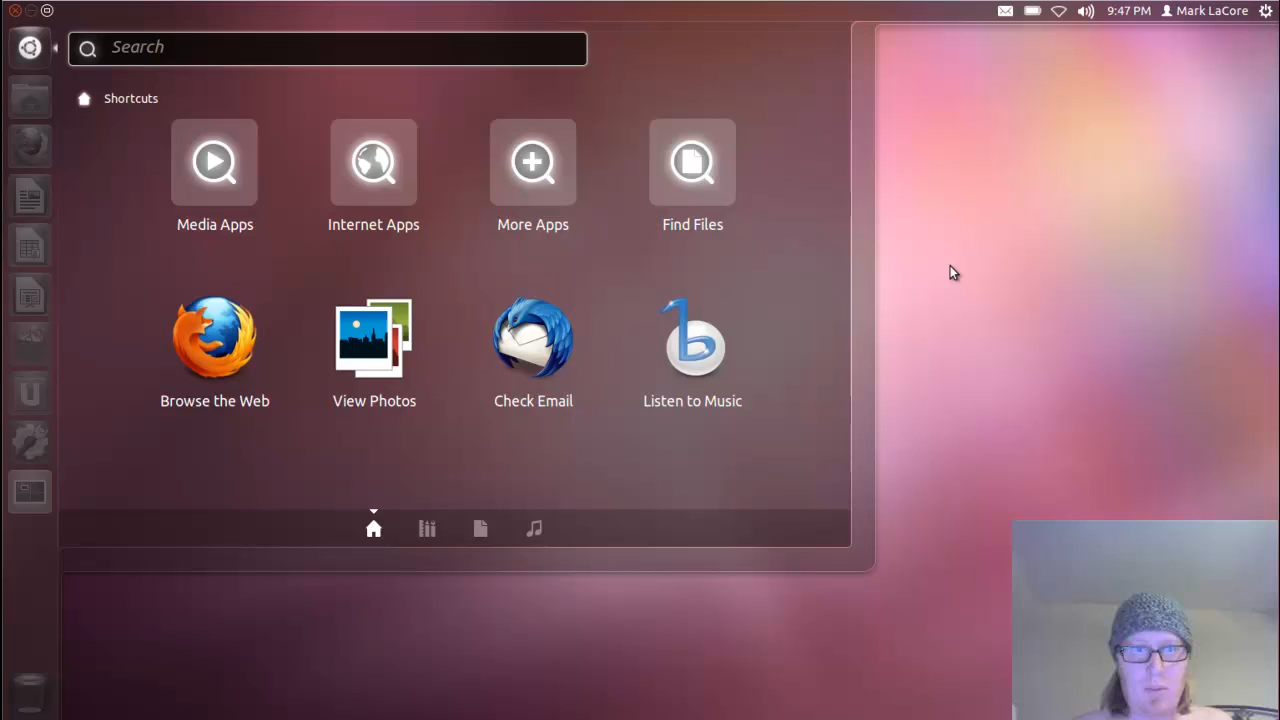 9:47 PM Mark LaCore
Search
Shortcuts
Media Apps Internet Apps More Apps Find Files
Browse the Web View Photos Check Email Listen to Music